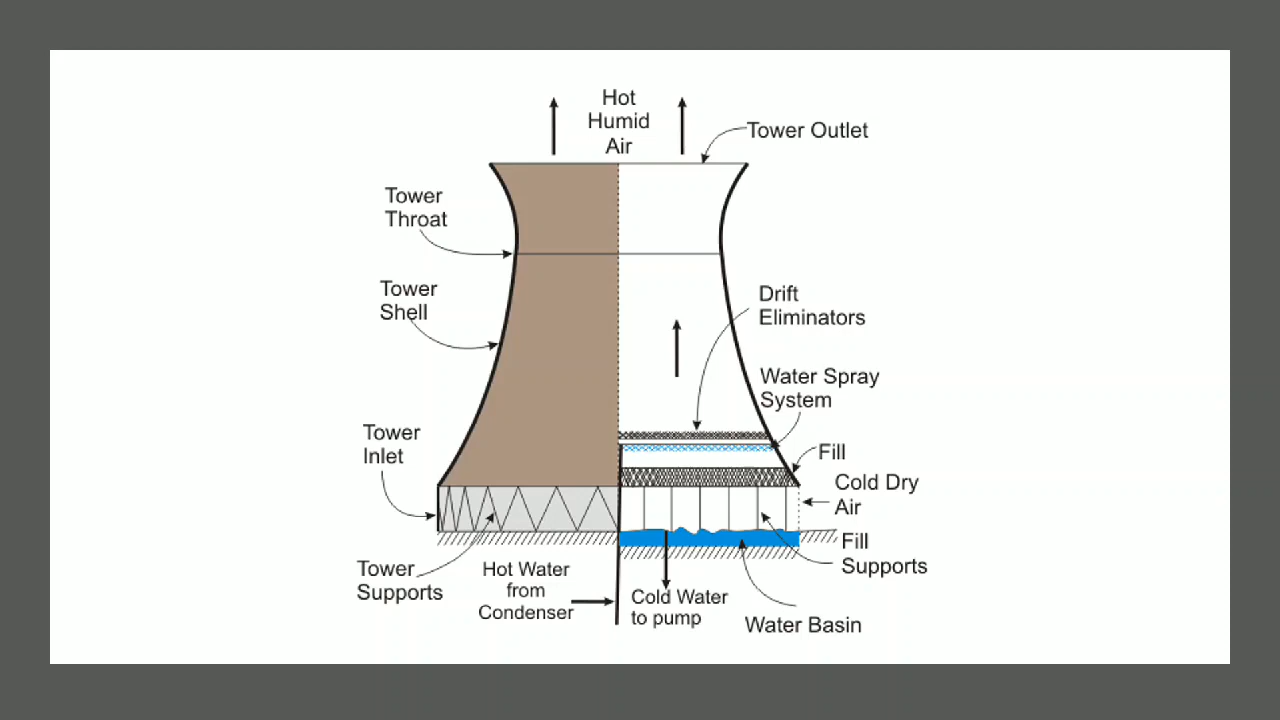 Hot
Humid
Air
Tower Outlet
Tower
Throat
Tower
Shell
Drift
Eliminators
Water Spray
System
Tower
Inlet
Fill
Cold Dry
Air
Fill
Supports
Tower
Supports
Hot Water
from
Condenser
Cold Water
to pump
Water Basin